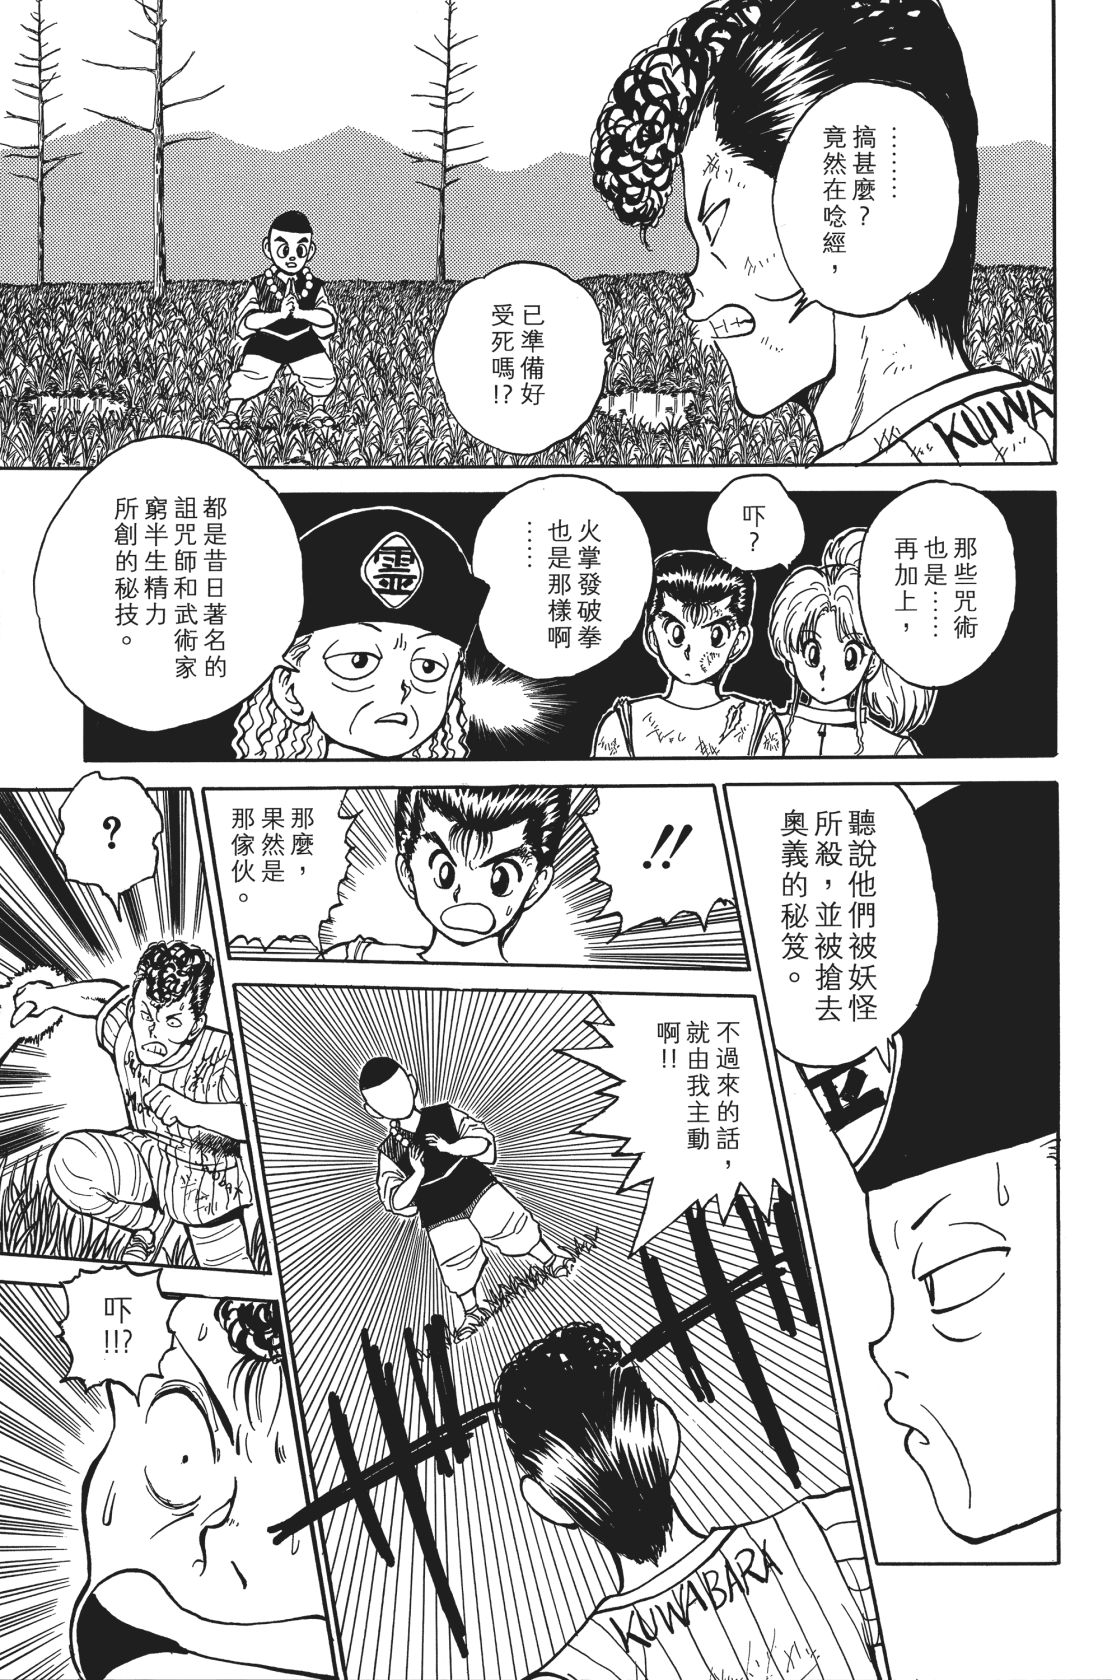 ………
搞甚麼？
竟然在唸經，
已準備好
受死嗎!?
KUWA
那些咒術
也是……
再加上，
吓？
火掌發破拳
也是那樣啊
……
靈
都是昔日著名的
詛咒師和武術家
窮半生精力
所創的秘技。
聽說他們被妖怪
所殺，並被搶去
奧義的秘笈。
!!
那麼，
果然是
那傢伙。
？
不過來的話，
就由我主動
啊!!
KUWABARA
吓
!!?